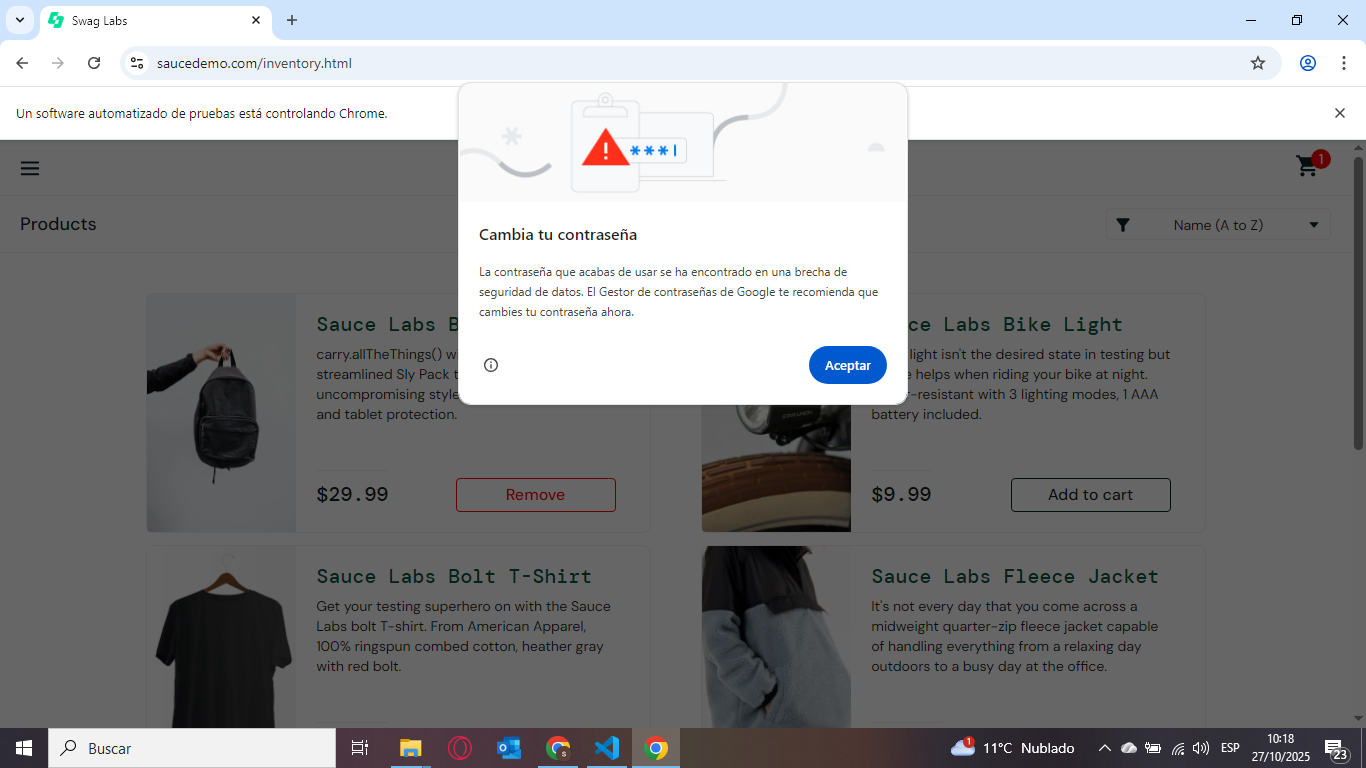 Swag Labs
saucedemo.com/inventory.html
Un software automatizado de pruebas está controlando Chrome.
***
Cambia tu contraseña
La contraseña que acabas de usar se ha encontrado en una brecha de
seguridad de datos. El Gestor de contraseñas de Google te recomienda que
cambies tu contraseña ahora.
Aceptar
1
Products
Name (A to Z)
Sauce Labs B
carry.allTheThings() wi
streamlined Sly Pack t
uncompromising style
and tablet protection.
$29.99
Remove
ce Labs Bike Light
light isn't the desired state in testing but
helps when riding your bike at night.
-resistant with 3 lighting modes, 1 AAA
battery included.
$9.99
Add to cart
Sauce Labs Bolt T-Shirt
Get your testing superhero on with the Sauce
Labs bolt T-shirt. From American Apparel,
100% ringspun combed cotton, heather gray
with red bolt.
Sauce Labs Fleece Jacket
It's not every day that you come across a
midweight quarter-zip fleece jacket capable
of handling everything from a relaxing day
outdoors to a busy day at the office.
Buscar
1
11°C Nublado
ESP
10:18
27/10/2025
23